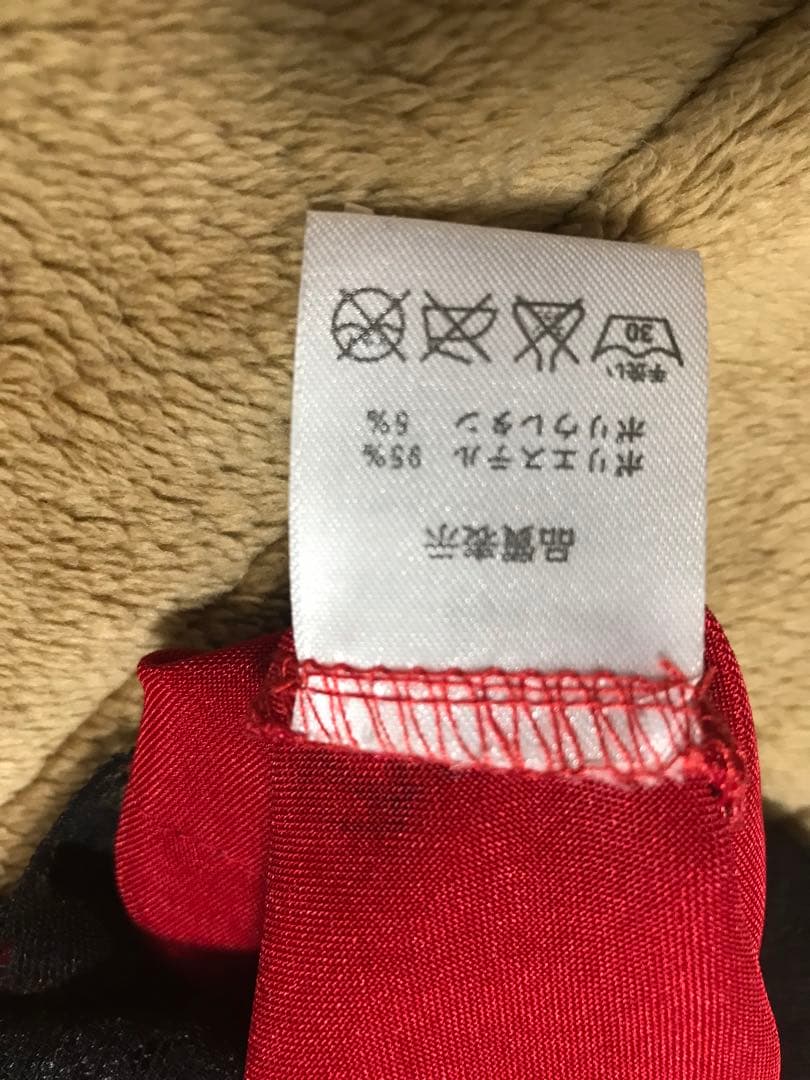 品質表示
ポリエステル 95%
ポリウレタン 5%
手洗い
30